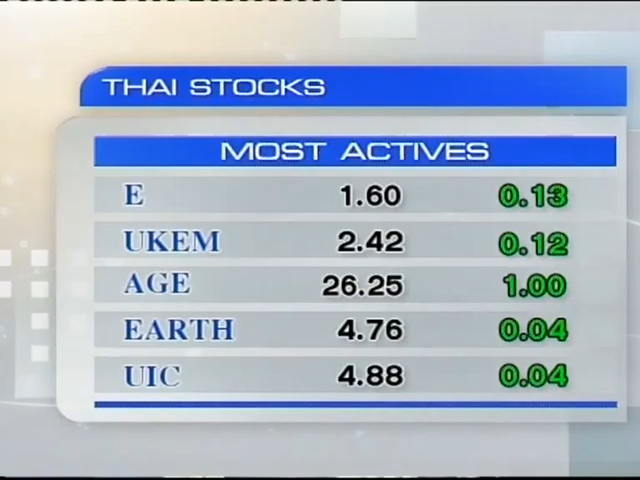 THAI STOCKS
MOST ACTIVES
E 1.60 0.13
UKEM 2.42 0.12
AGE 26.25 1.00
EARTH 4.76 0.04
UIC 4.88 0.04